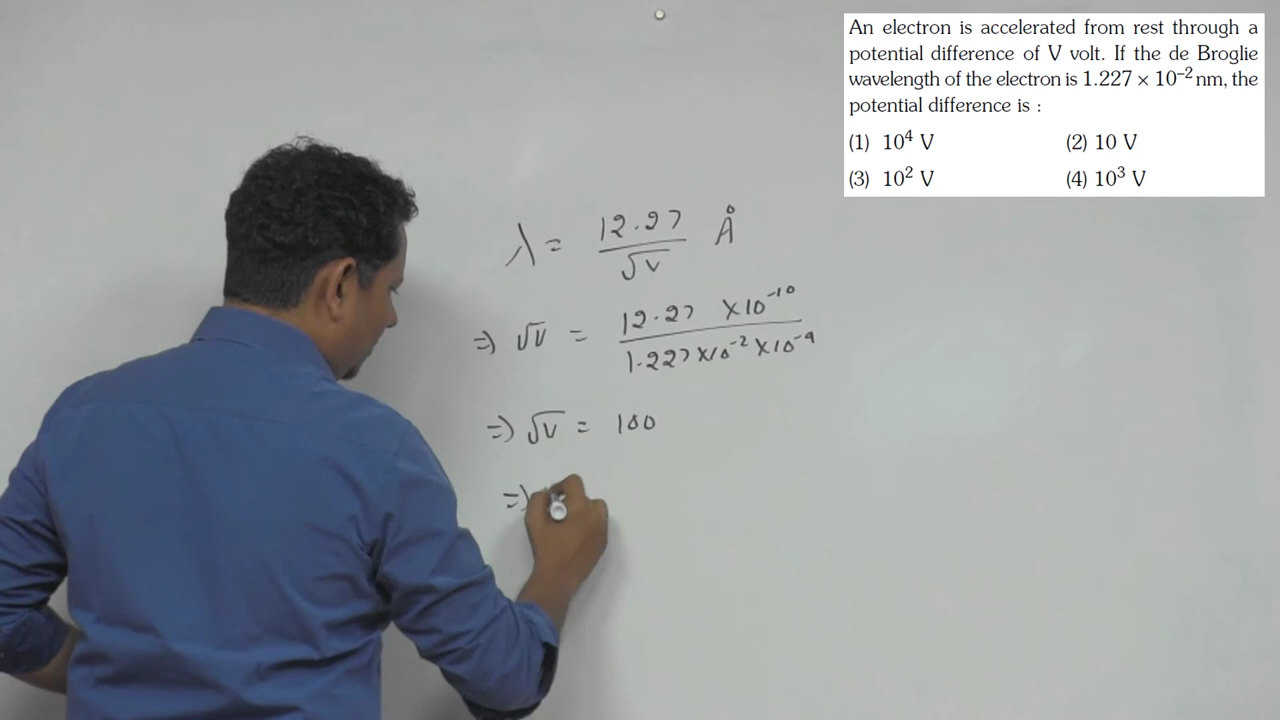 An electron is accelerated from rest through a
potential difference of V volt. If the de Broglie
wavelength of the electron is 1.227 × 10⁻² nm, the
potential difference is :
(1) 10⁴ V (2) 10 V
(3) 10² V (4) 10³ V
λ = 12.27 / √V Å
=) √V = 12.27 ×10⁻¹⁰ / 1.227×10⁻² ×10⁻⁹
=) √V = 100
=)